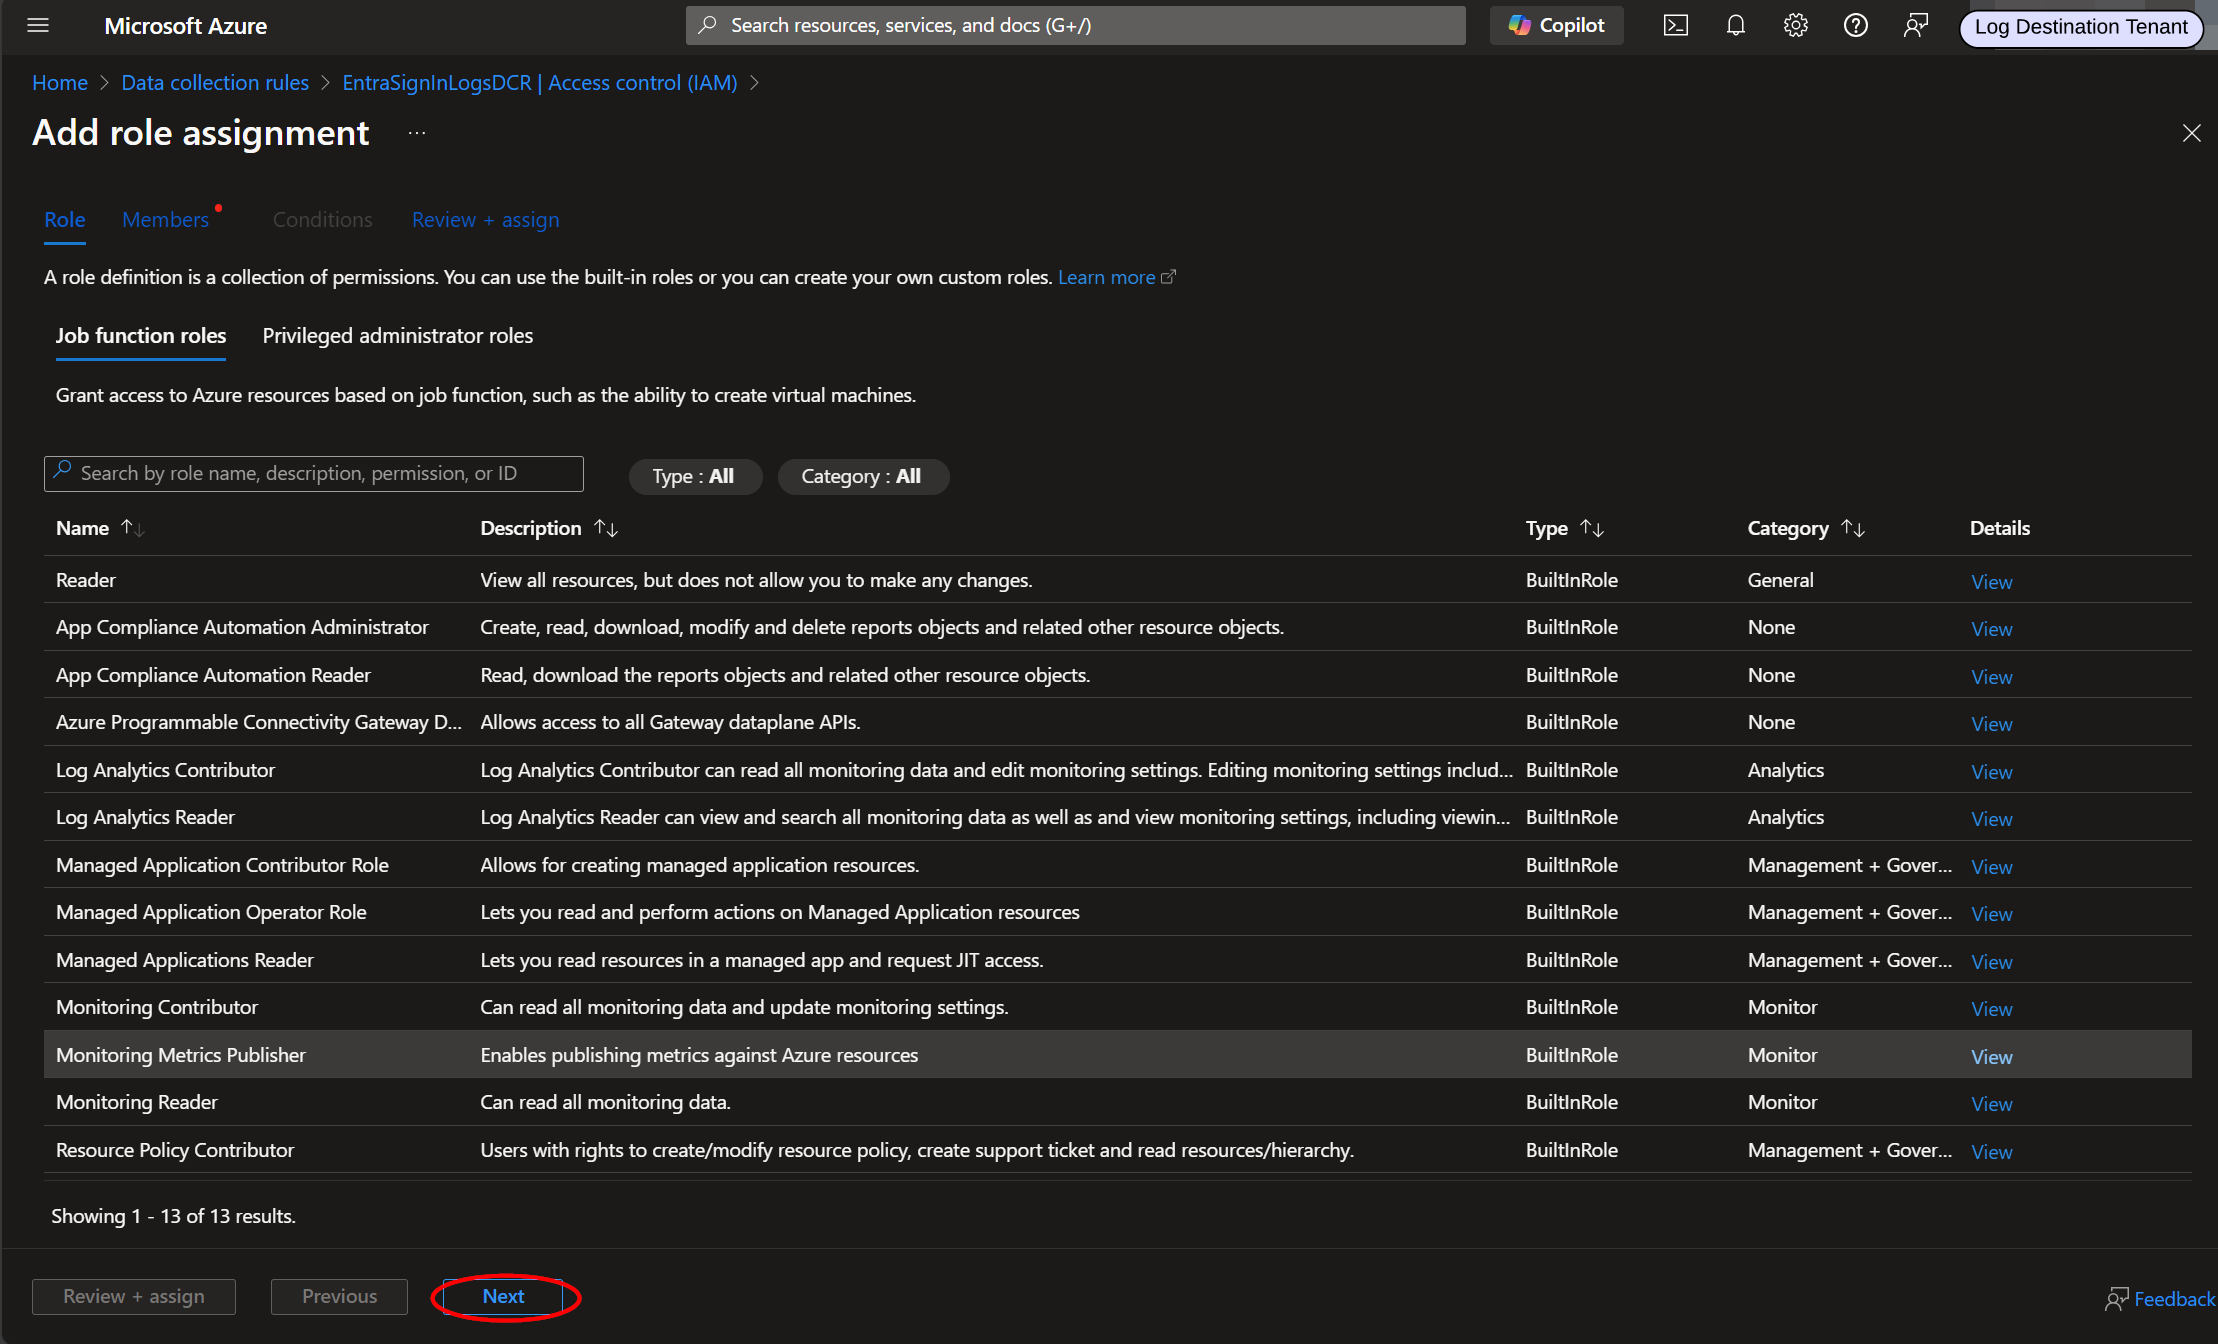 Microsoft Azure
Search resources, services, and docs (G+/)
Copilot
Log Destination Tenant
Home > Data collection rules > EntraSignInLogsDCR | Access control (IAM) >
Add role assignment ...
Role Members Conditions Review + assign
A role definition is a collection of permissions. You can use the built-in roles or you can create your own custom roles. Learn more
Job function roles Privileged administrator roles
Grant access to Azure resources based on job function, such as the ability to create virtual machines.
Search by role name, description, permission, or ID Type : All Category : All
Name ↑↓ Description ↑↓ Type ↑↓ Category ↑↓ Details
Reader View all resources, but does not allow you to make any changes. BuiltInRole General View
App Compliance Automation Administrator Create, read, download, modify and delete reports objects and related other resource objects. BuiltInRole None View
App Compliance Automation Reader Read, download the reports objects and related other resource objects. BuiltInRole None View
Azure Programmable Connectivity Gateway D... Allows access to all Gateway dataplane APIs. BuiltInRole None View
Log Analytics Contributor Log Analytics Contributor can read all monitoring data and edit monitoring settings. Editing monitoring settings includ... BuiltInRole Analytics View
Log Analytics Reader Log Analytics Reader can view and search all monitoring data as well as and view monitoring settings, including viewin... BuiltInRole Analytics View
Managed Application Contributor Role Allows for creating managed application resources. BuiltInRole Management + Gover... View
Managed Application Operator Role Lets you read and perform actions on Managed Application resources BuiltInRole Management + Gover... View
Managed Applications Reader Lets you read resources in a managed app and request JIT access. BuiltInRole Management + Gover... View
Monitoring Contributor Can read all monitoring data and update monitoring settings. BuiltInRole Monitor View
Monitoring Metrics Publisher Enables publishing metrics against Azure resources BuiltInRole Monitor View
Monitoring Reader Can read all monitoring data. BuiltInRole Monitor View
Resource Policy Contributor Users with rights to create/modify resource policy, create support ticket and read resources/hierarchy. BuiltInRole Management + Gover... View
Showing 1 - 13 of 13 results.
Review + assign Previous Next Feedback